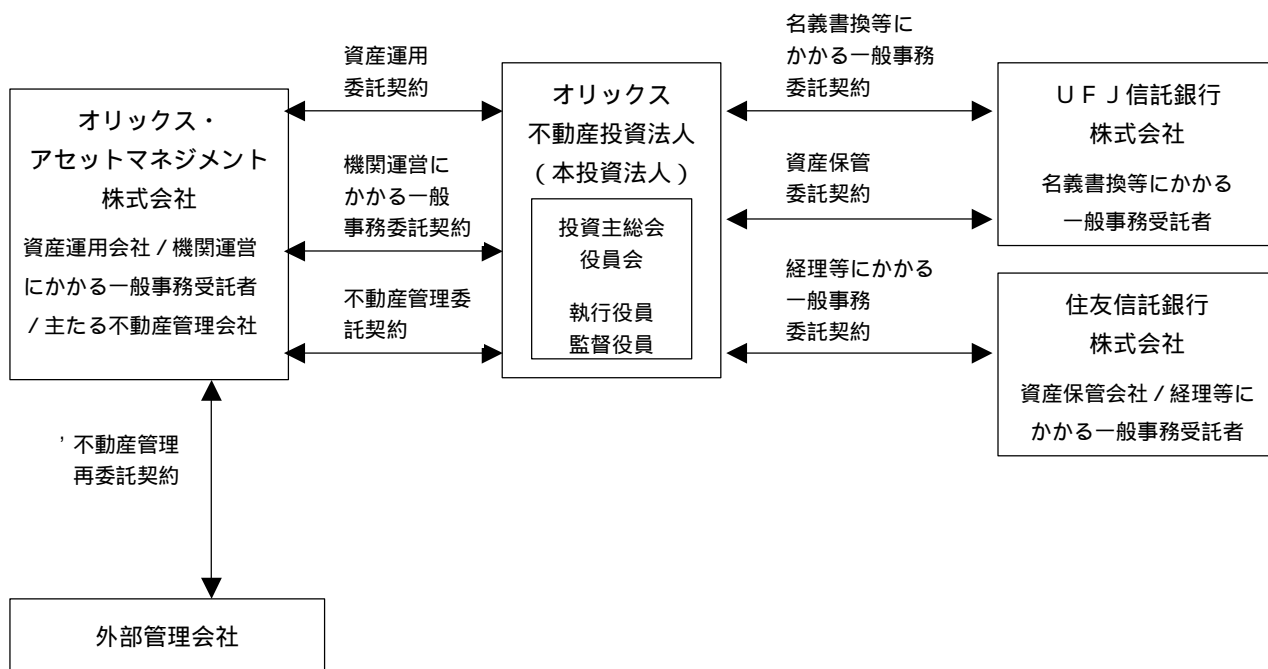 資産運用
委託契約
機関運営に
かかる一般
事務委託契約
不動産管理委
託契約
オリックス・
アセットマネジメント
株式会社
資産運用会社/機関運営
にかかる一般事務受託者
/主たる不動産管理会社
オリックス
不動産投資法人
(本投資法人)
投資主総会
役員会
執行役員
監督役員
名義書換等に
かかる一般事務
委託契約
資産保管
委託契約
経理等にかかる
一般事務
委託契約
UFJ信託銀行
株式会社
名義書換等にかかる
一般事務受託者
住友信託銀行
株式会社
資産保管会社/経理等に
かかる一般事務受託者
’不動産管理
再委託契約
外部管理会社